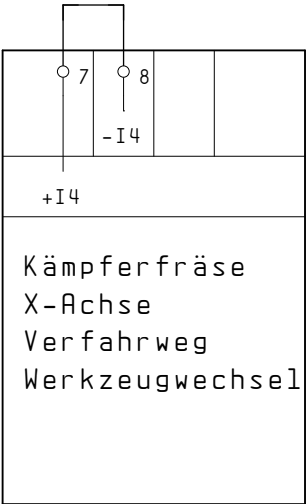 7 8
-I4
+I4
Kämpferfräse
X-Achse
Verfahrweg
Werkzeugwechsel